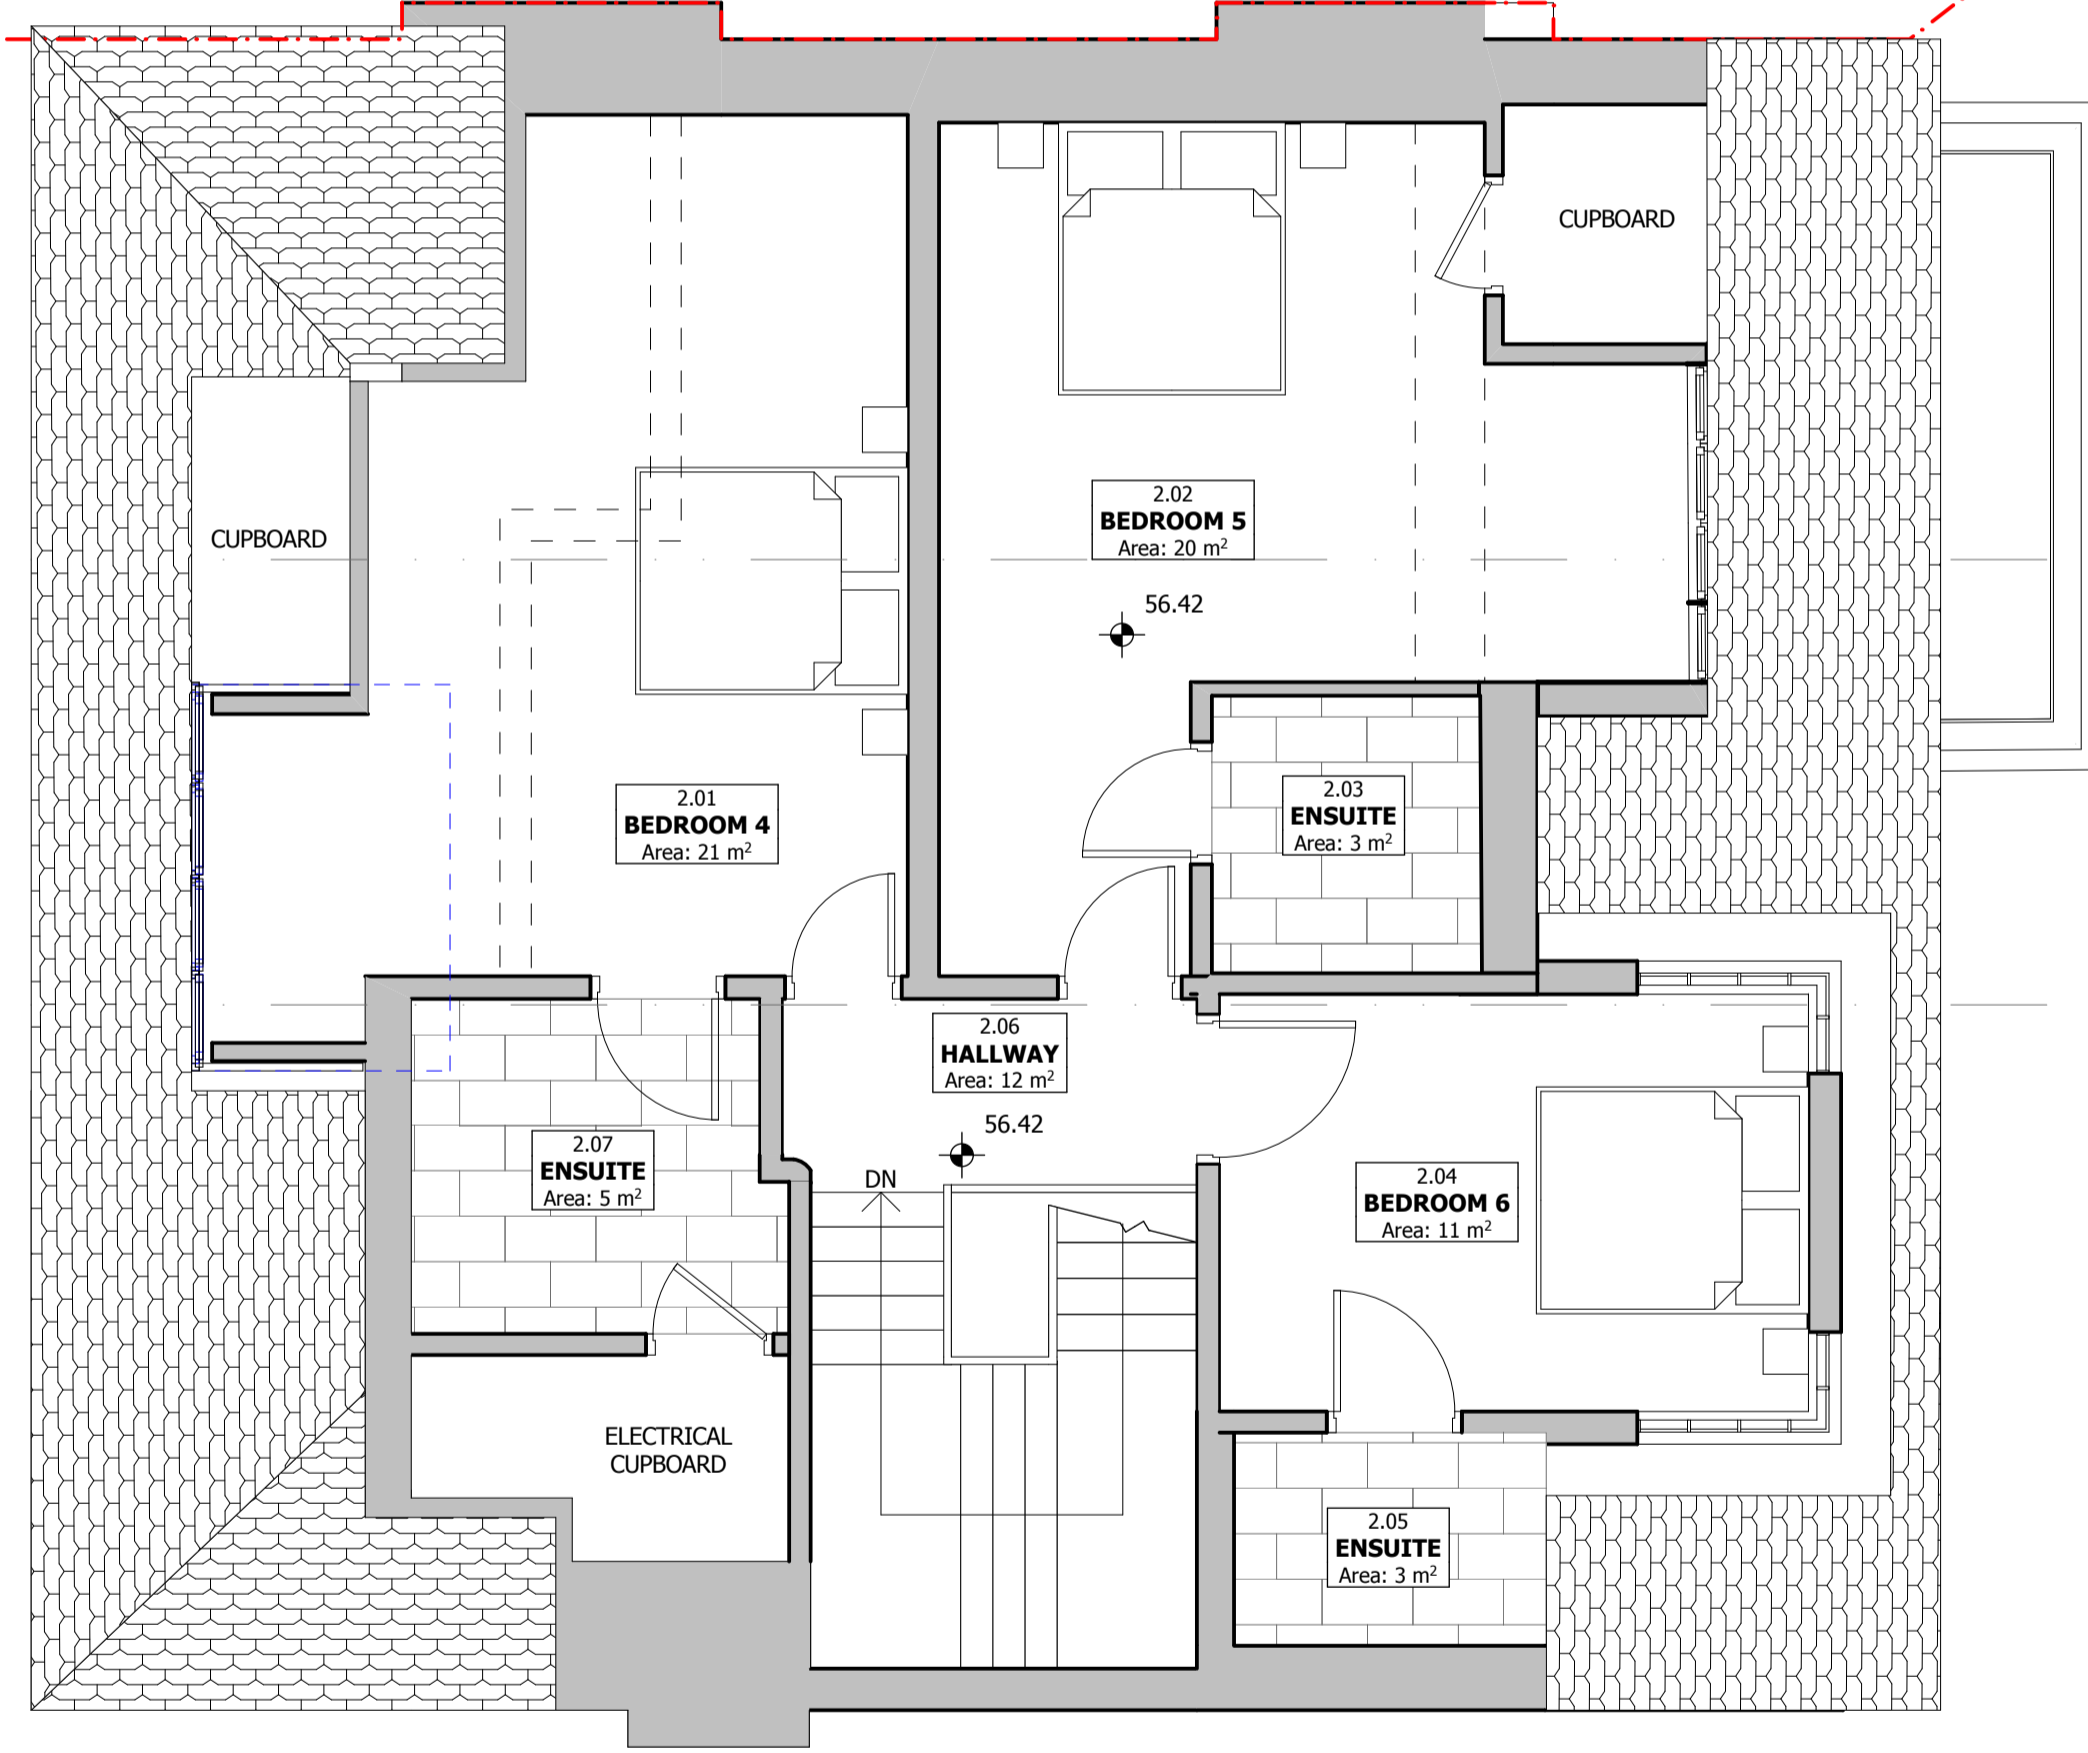 CUPBOARD
2.02
BEDROOM 5
Area: 20 m²
CUPBOARD
56.42
2.01
BEDROOM 4
Area: 21 m²
2.03
ENSUITE
Area: 3 m²
2.06
HALLWAY
Area: 12 m²
56.42
2.07
ENSUITE
Area: 5 m²
DN
2.04
BEDROOM 6
Area: 11 m²
ELECTRICAL
CUPBOARD
2.05
ENSUITE
Area: 3 m²